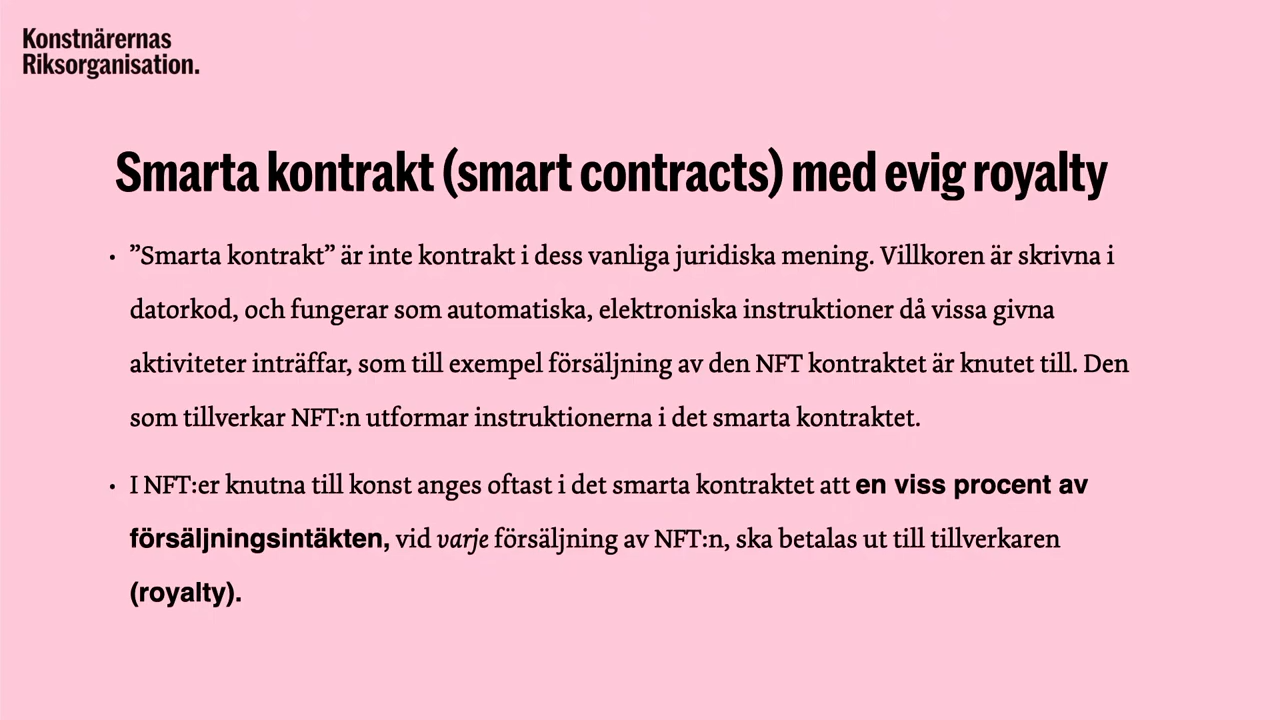 Konstnärernas
Riksorganisation.
Smarta kontrakt (smart contracts) med evig royalty
• ”Smarta kontrakt” är inte kontrakt i dess vanliga juridiska mening. Villkoren är skrivna i
datorkod, och fungerar som automatiska, elektroniska instruktioner då vissa givna
aktiviteter inträffar, som till exempel försäljning av den NFT kontraktet är knutet till. Den
som tillverkar NFT:n utformar instruktionerna i det smarta kontraktet.
• I NFT:er knutna till konst anges oftast i det smarta kontraktet att en viss procent av
försäljningsintäkten, vid varje försäljning av NFT:n, ska betalas ut till tillverkaren
(royalty).